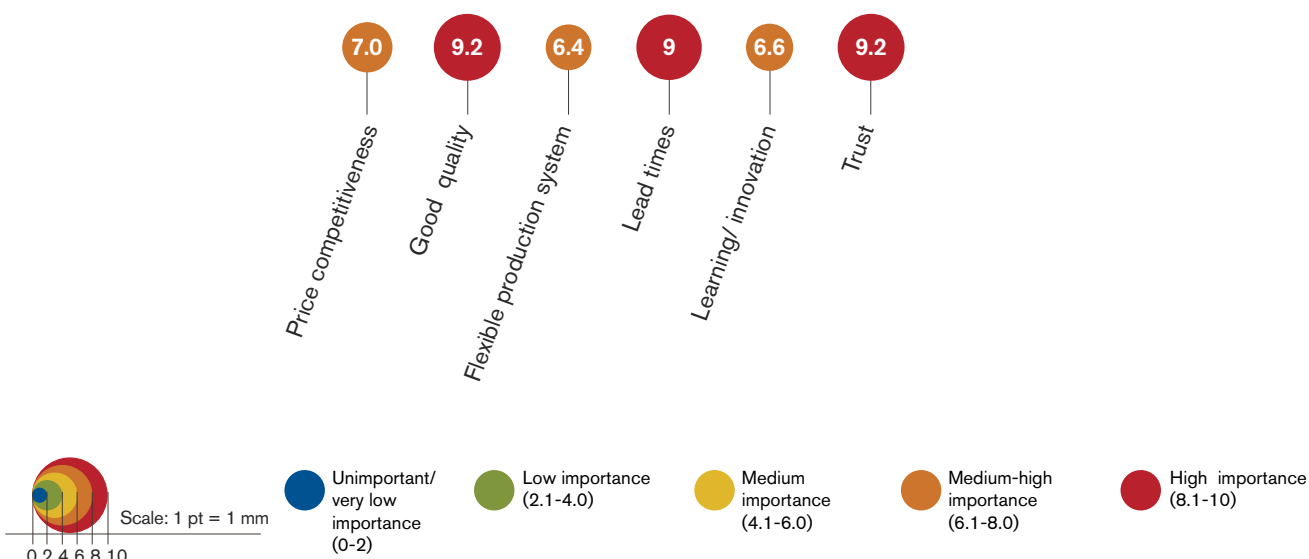 7.0 9.2 6.4 9 6.6 9.2
Price competitiveness
Good quality
Flexible production system
Lead times
Learning/ innovation
Trust
Scale: 1 pt = 1 mm
0 2 4 6 8 10
Unimportant/
very low
importance
(0-2)
Low importance
(2.1-4.0)
Medium
importance
(4.1-6.0)
Medium-high
importance
(6.1-8.0)
High importance
(8.1-10)